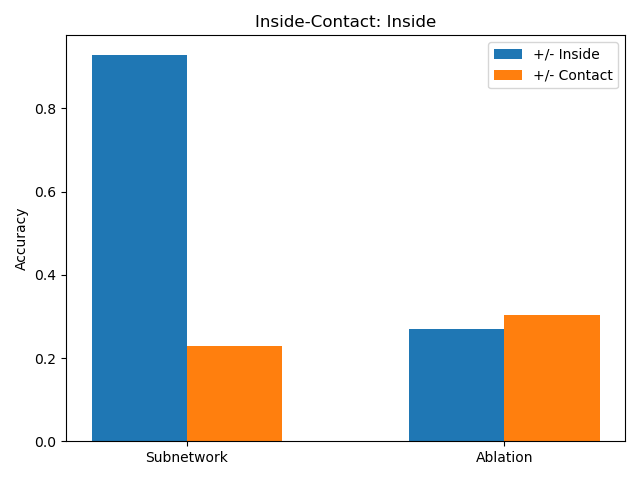 Inside-Contact: Inside
+/- Inside
+/- Contact
Accuracy
0.8
0.6
0.4
0.2
0.0
Subnetwork
Ablation